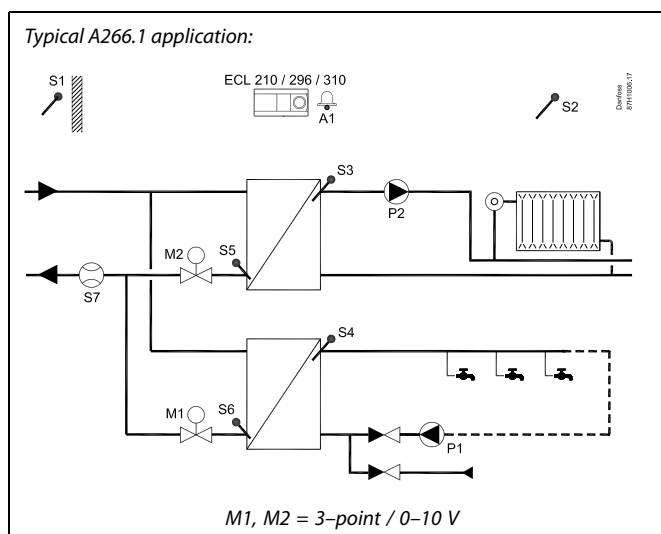 Typical A266.1 application:
S1
ECL 210 / 296 / 310
A1
S2
Danfoss
87H1006.17
S3
P2
M2
S5
S7
S4
M1
S6
P1
M1, M2 = 3–point / 0–10 V